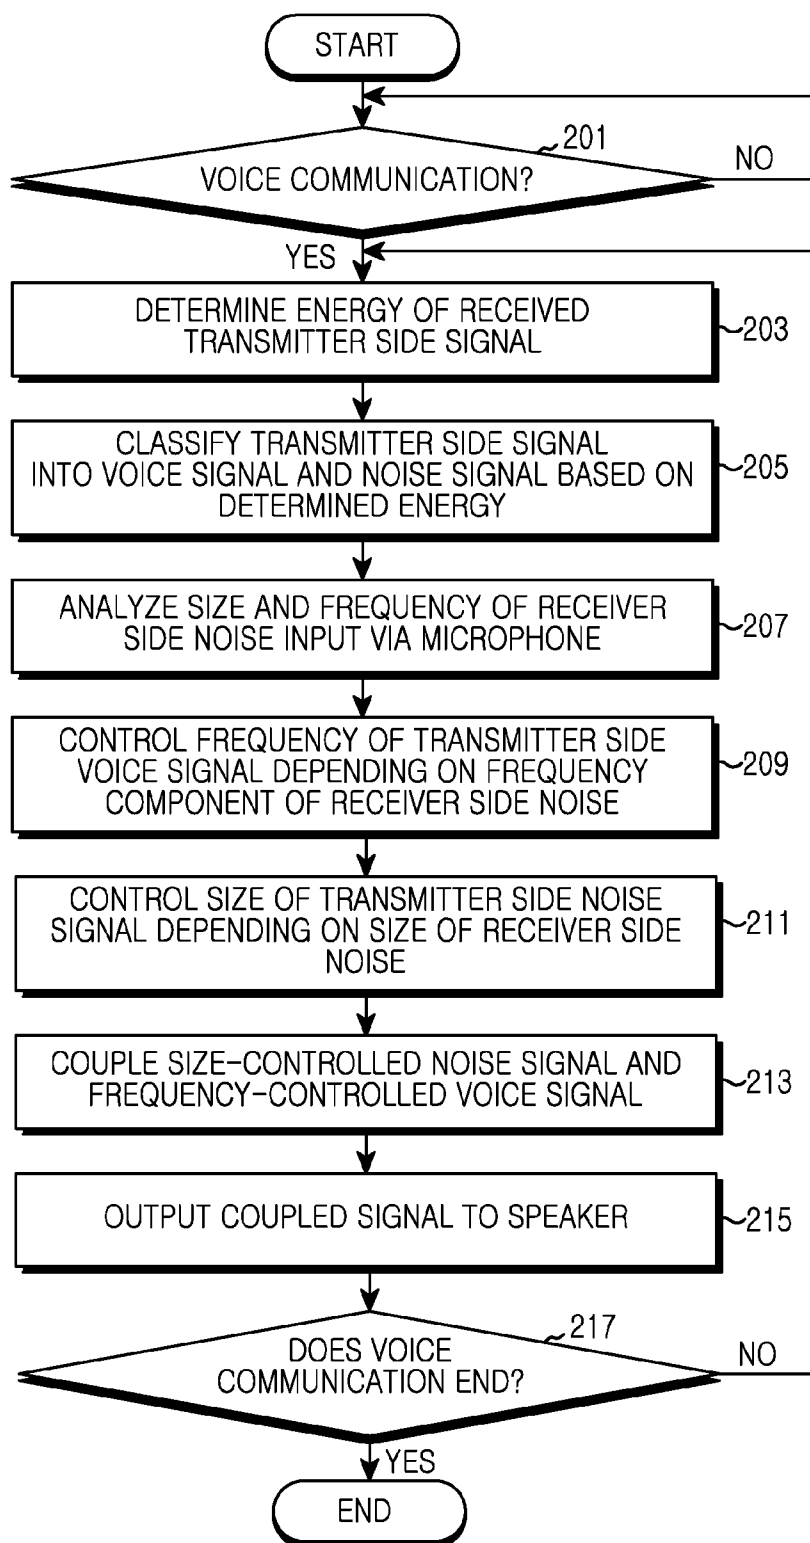 START
201
VOICE COMMUNICATION?
NO
YES
DETERMINE ENERGY OF RECEIVED
TRANSMITTER SIDE SIGNAL
203
CLASSIFY TRANSMITTER SIDE SIGNAL
INTO VOICE SIGNAL AND NOISE SIGNAL BASED ON
DETERMINED ENERGY
205
ANALYZE SIZE AND FREQUENCY OF RECEIVER
SIDE NOISE INPUT VIA MICROPHONE
207
CONTROL FREQUENCY OF TRANSMITTER SIDE
VOICE SIGNAL DEPENDING ON FREQUENCY
COMPONENT OF RECEIVER SIDE NOISE
209
CONTROL SIZE OF TRANSMITTER SIDE NOISE
SIGNAL DEPENDING ON SIZE OF RECEIVER SIDE
NOISE
211
COUPLE SIZE-CONTROLLED NOISE SIGNAL AND
FREQUENCY-CONTROLLED VOICE SIGNAL
213
OUTPUT COUPLED SIGNAL TO SPEAKER
215
217
DOES VOICE
COMMUNICATION END?
NO
YES
END